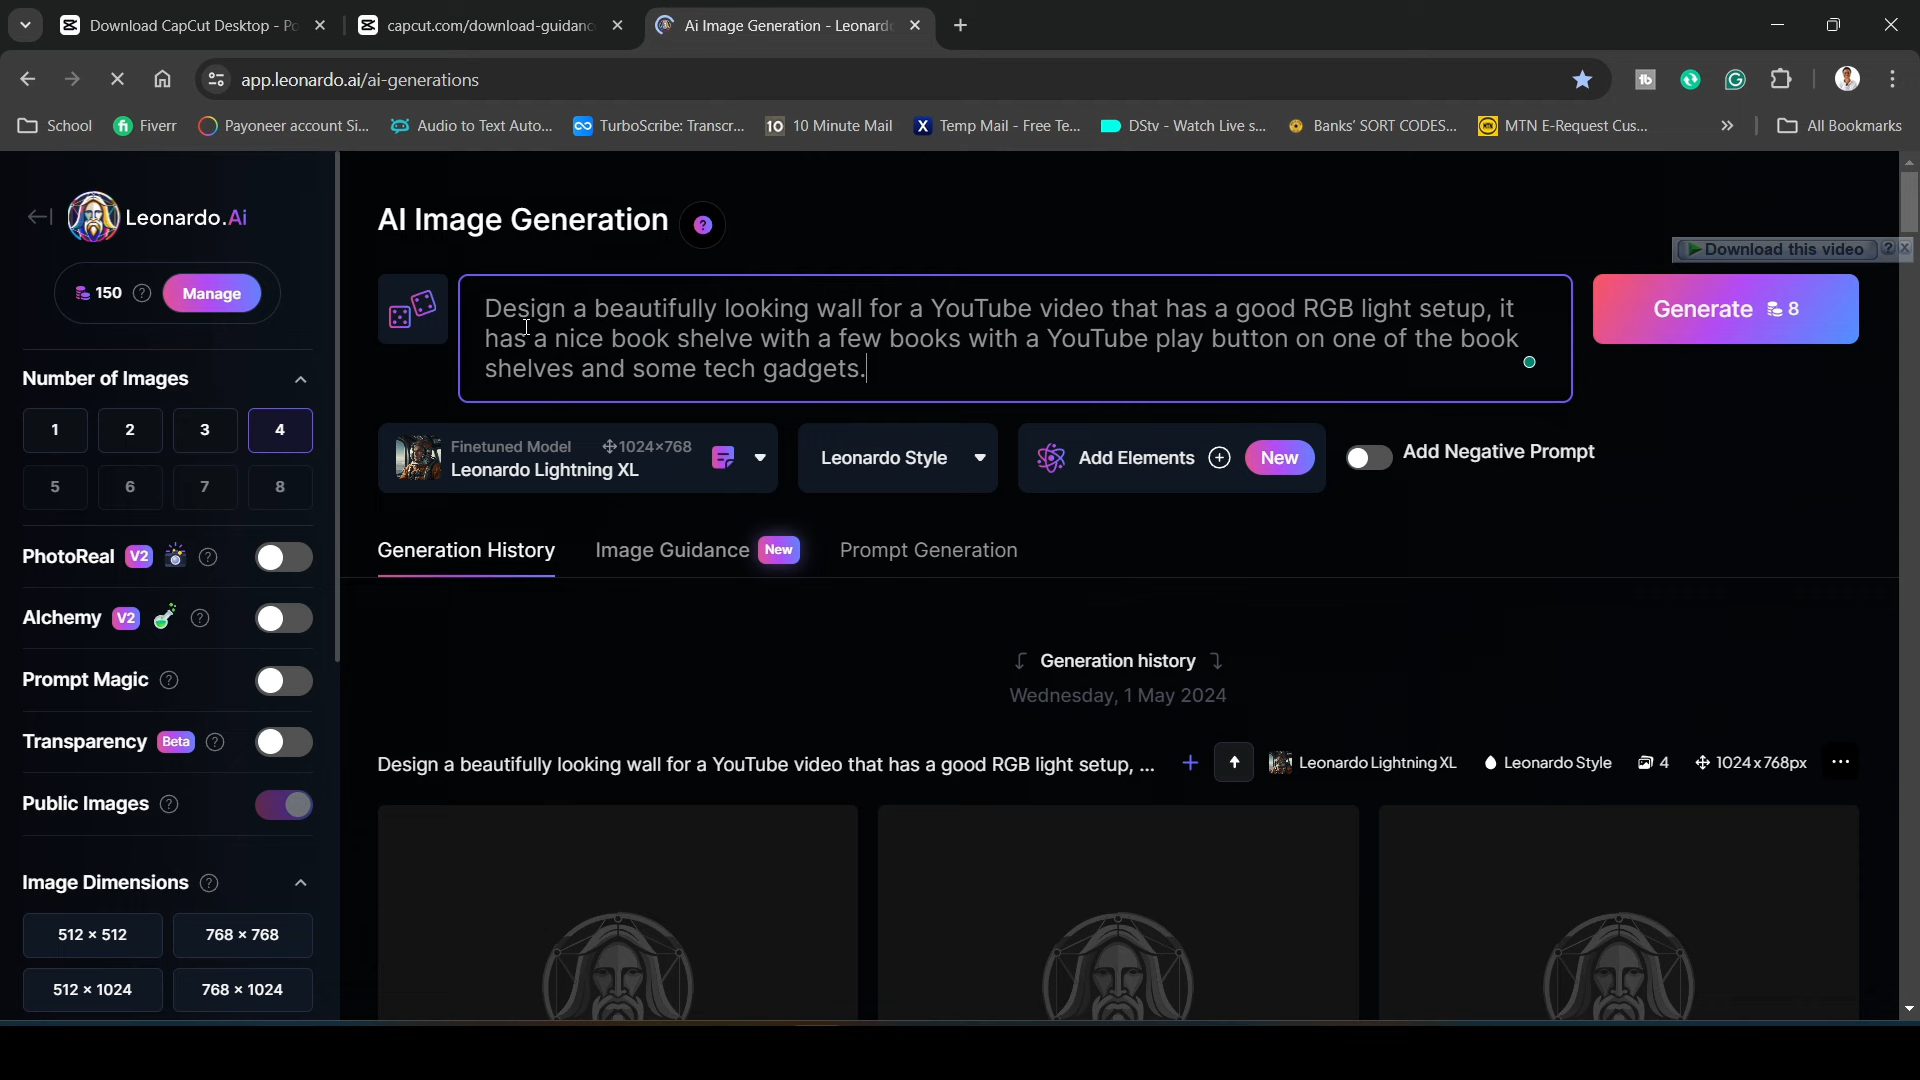 Download CapCut Desktop - Po
capcut.com/download-guidanc
Ai Image Generation - Leonard
app.leonardo.ai/ai-generations
School
Fiverr
Payoneer account Si...
Audio to Text Auto...
TurboScribe: Transcr...
10 Minute Mail
Temp Mail - Free Te...
DStv - Watch Live s...
Banks' SORT CODES...
MTN E-Request Cus...
All Bookmarks
Leonardo.Ai
150
Manage
Number of Images
1 2 3 4
5 6 7 8
PhotoReal V2
Alchemy V2
Prompt Magic
Transparency Beta
Public Images
Image Dimensions
512 × 512
768 × 768
512 × 1024
768 × 1024
AI Image Generation
Download this video
Design a beautifully looking wall for a YouTube video that has a good RGB light setup, it
has a nice book shelve with a few books with a YouTube play button on one of the book
shelves and some tech gadgets.
Generate 8
Finetuned Model 1024×768
Leonardo Lightning XL
Leonardo Style
Add Elements New
Add Negative Prompt
Generation History
Image Guidance New
Prompt Generation
Generation history
Wednesday, 1 May 2024
Design a beautifully looking wall for a YouTube video that has a good RGB light setup, ...
Leonardo Lightning XL
Leonardo Style
4
1024 x 768px